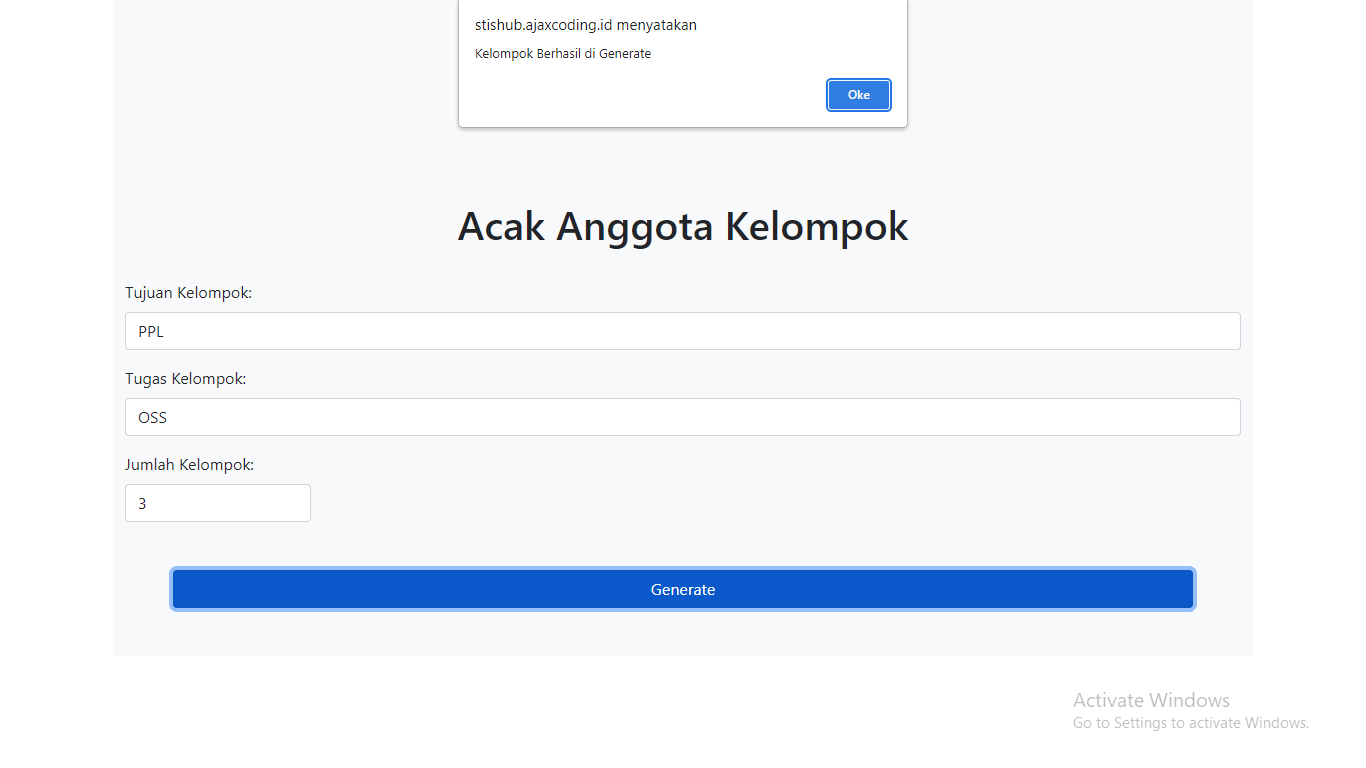 stishub.ajaxcoding.id menyatakan
Kelompok Berhasil di Generate
Oke
Acak Anggota Kelompok
Tujuan Kelompok:
PPL
Tugas Kelompok:
OSS
Jumlah Kelompok:
3
Generate
Activate Windows
Go to Settings to activate Windows.